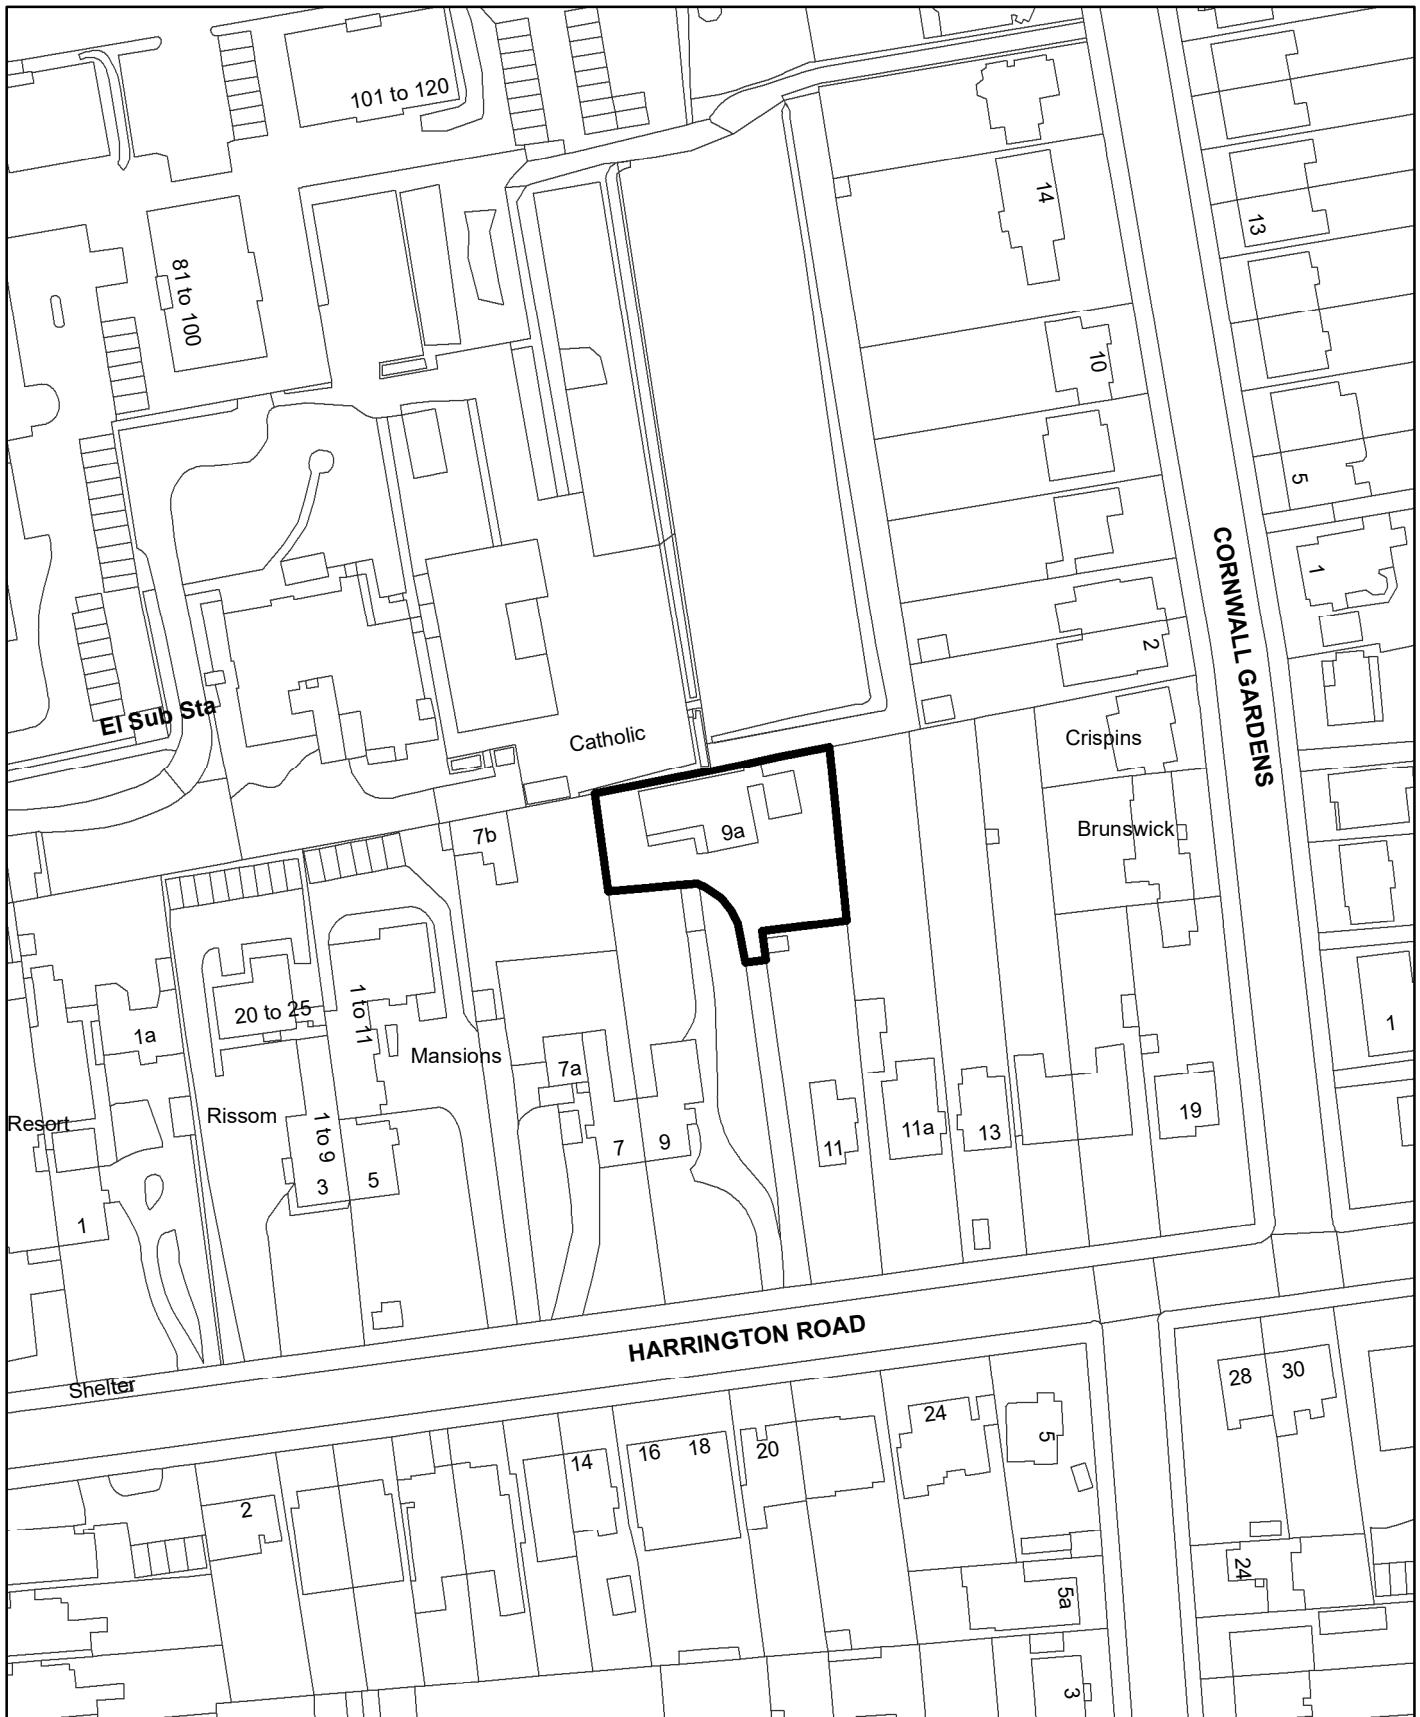 101 to 120
14
13
81 to 100
10
5
1
CORNWALL GARDENS
2
El Sub Sta
Catholic
Crispins
7b
9a
Brunswick
20 to 25
1 to 11
1a
Mansions
1
7a
Resort
Rissom
1 to 9
7
9
11
11a
13
19
3
5
1
HARRINGTON ROAD
Shelter
28
30
24
5
16
18
20
14
2
24
5a
3